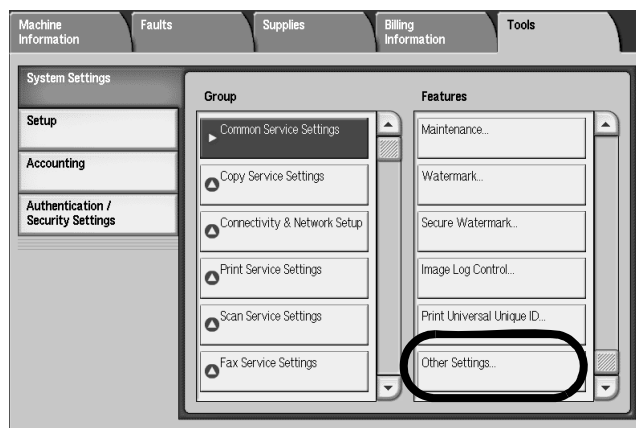 Machine
Information
Faults
Supplies
Billing
Information
Tools
System Settings
Setup
Accounting
Authentication /
Security Settings
Group
Common Service Settings
Copy Service Settings
Connectivity & Network Setup
Print Service Settings
Scan Service Settings
Fax Service Settings
Features
Maintenance...
Watermark...
Secure Watermark...
Image Log Control...
Print Universal Unique ID...
Other Settings...